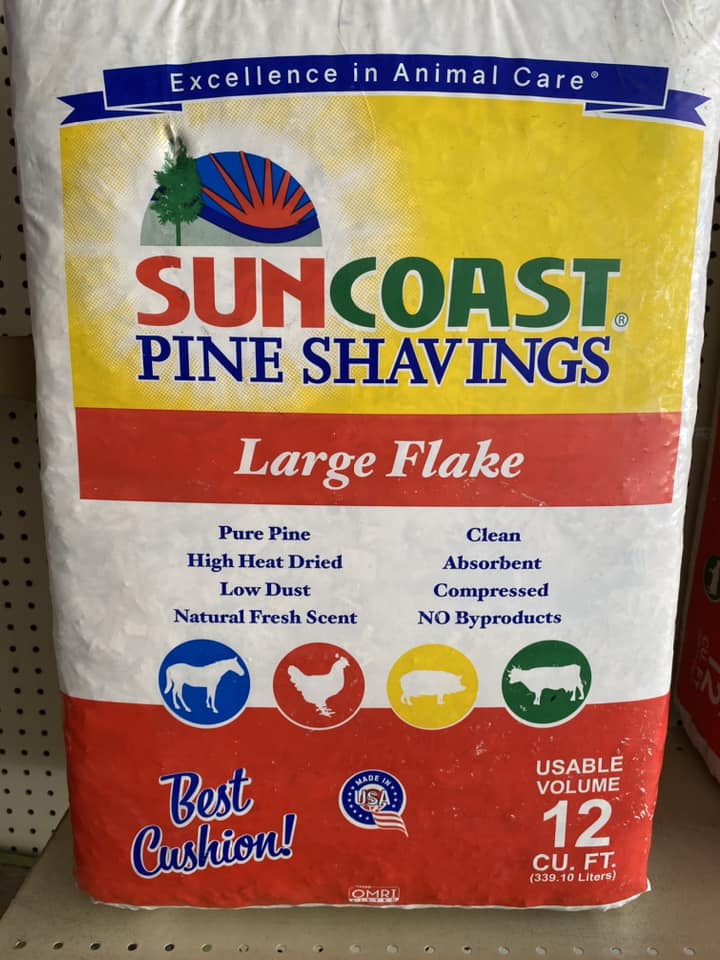 Excellence in Animal Care®
SUNCOAST®
PINE SHAVINGS
Large Flake
Pure Pine
High Heat Dried
Low Dust
Natural Fresh Scent
Clean
Absorbent
Compressed
NO Byproducts
Best
Cushion!
MADE IN
USA
USABLE
VOLUME
12
CU. FT.
(339.10 Liters)
OMRI
LISTED